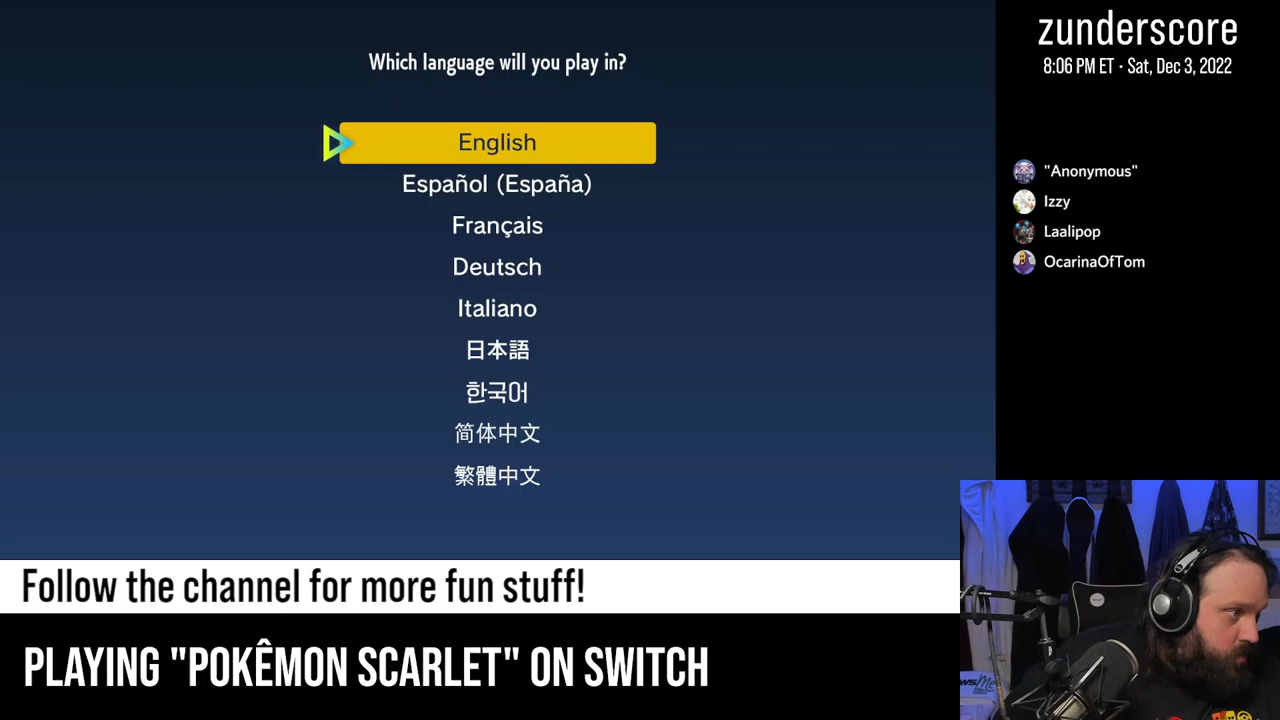 Which language will you play in?
English
Español (España)
Français
Deutsch
Italiano
日本語
한국어
简体中文
繁體中文
zunderscore
8:06 PM ET · Sat, Dec 3, 2022
"Anonymous"
Izzy
Laalipop
OcarinaOfTom
Follow the channel for more fun stuff!
PLAYING "POKÊMON SCARLET" ON SWITCH